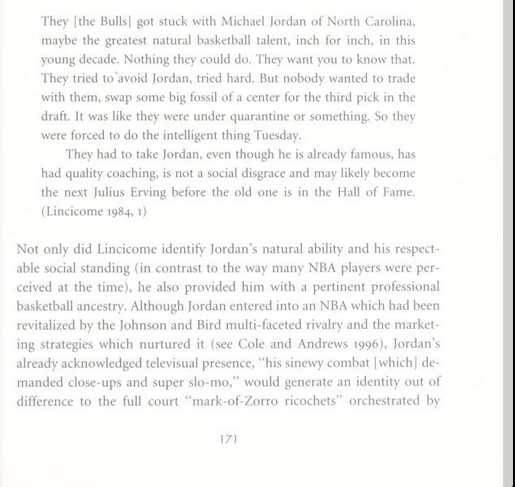 They [the Bulls] got stuck with Michael Jordan of North Carolina,
maybe the greatest natural basketball talent, inch for inch, in this
young decade. Nothing they could do. They want you to know that.
They tried to avoid Jordan, tried hard. But nobody wanted to trade
with them, swap some big fossil of a center for the third pick in the
draft. It was like they were under quarantine or something. So they
were forced to do the intelligent thing Tuesday.
They had to take Jordan, even though he is already famous, has
had quality coaching, is not a social disgrace and may likely become
the next Julius Erving before the old one is in the Hall of Fame.
(Lincicome 1984, 1)
Not only did Lincicome identify Jordan's natural ability and his respect-
able social standing (in contrast to the way many NBA players were per-
ceived at the time), he also provided him with a pertinent professional
basketball ancestry. Although Jordan entered into an NBA which had been
revitalized by the Johnson and Bird multi-faceted rivalry and the market-
ing strategies which nurtured it (see Cole and Andrews 1996), Jordan's
already acknowledged televisual presence, "his sinewy combat [which] de-
manded close-ups and super slo-mo," would generate an identity out of
difference to the full court "mark-of-Zorro ricochets" orchestrated by
171